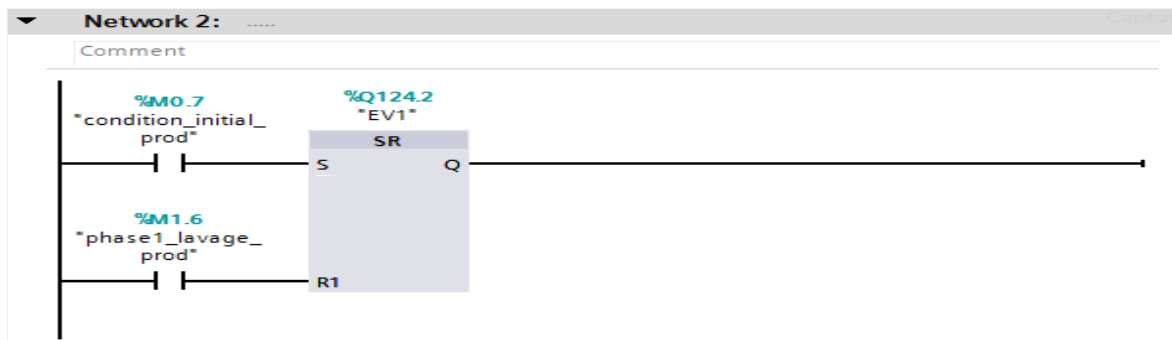 Network 2: .....
Comment
%M0.7
"condition_initial_
prod"
%Q124.2
"EV1"
SR
S
Q
%M1.6
"phase1_lavage_
prod"
R1